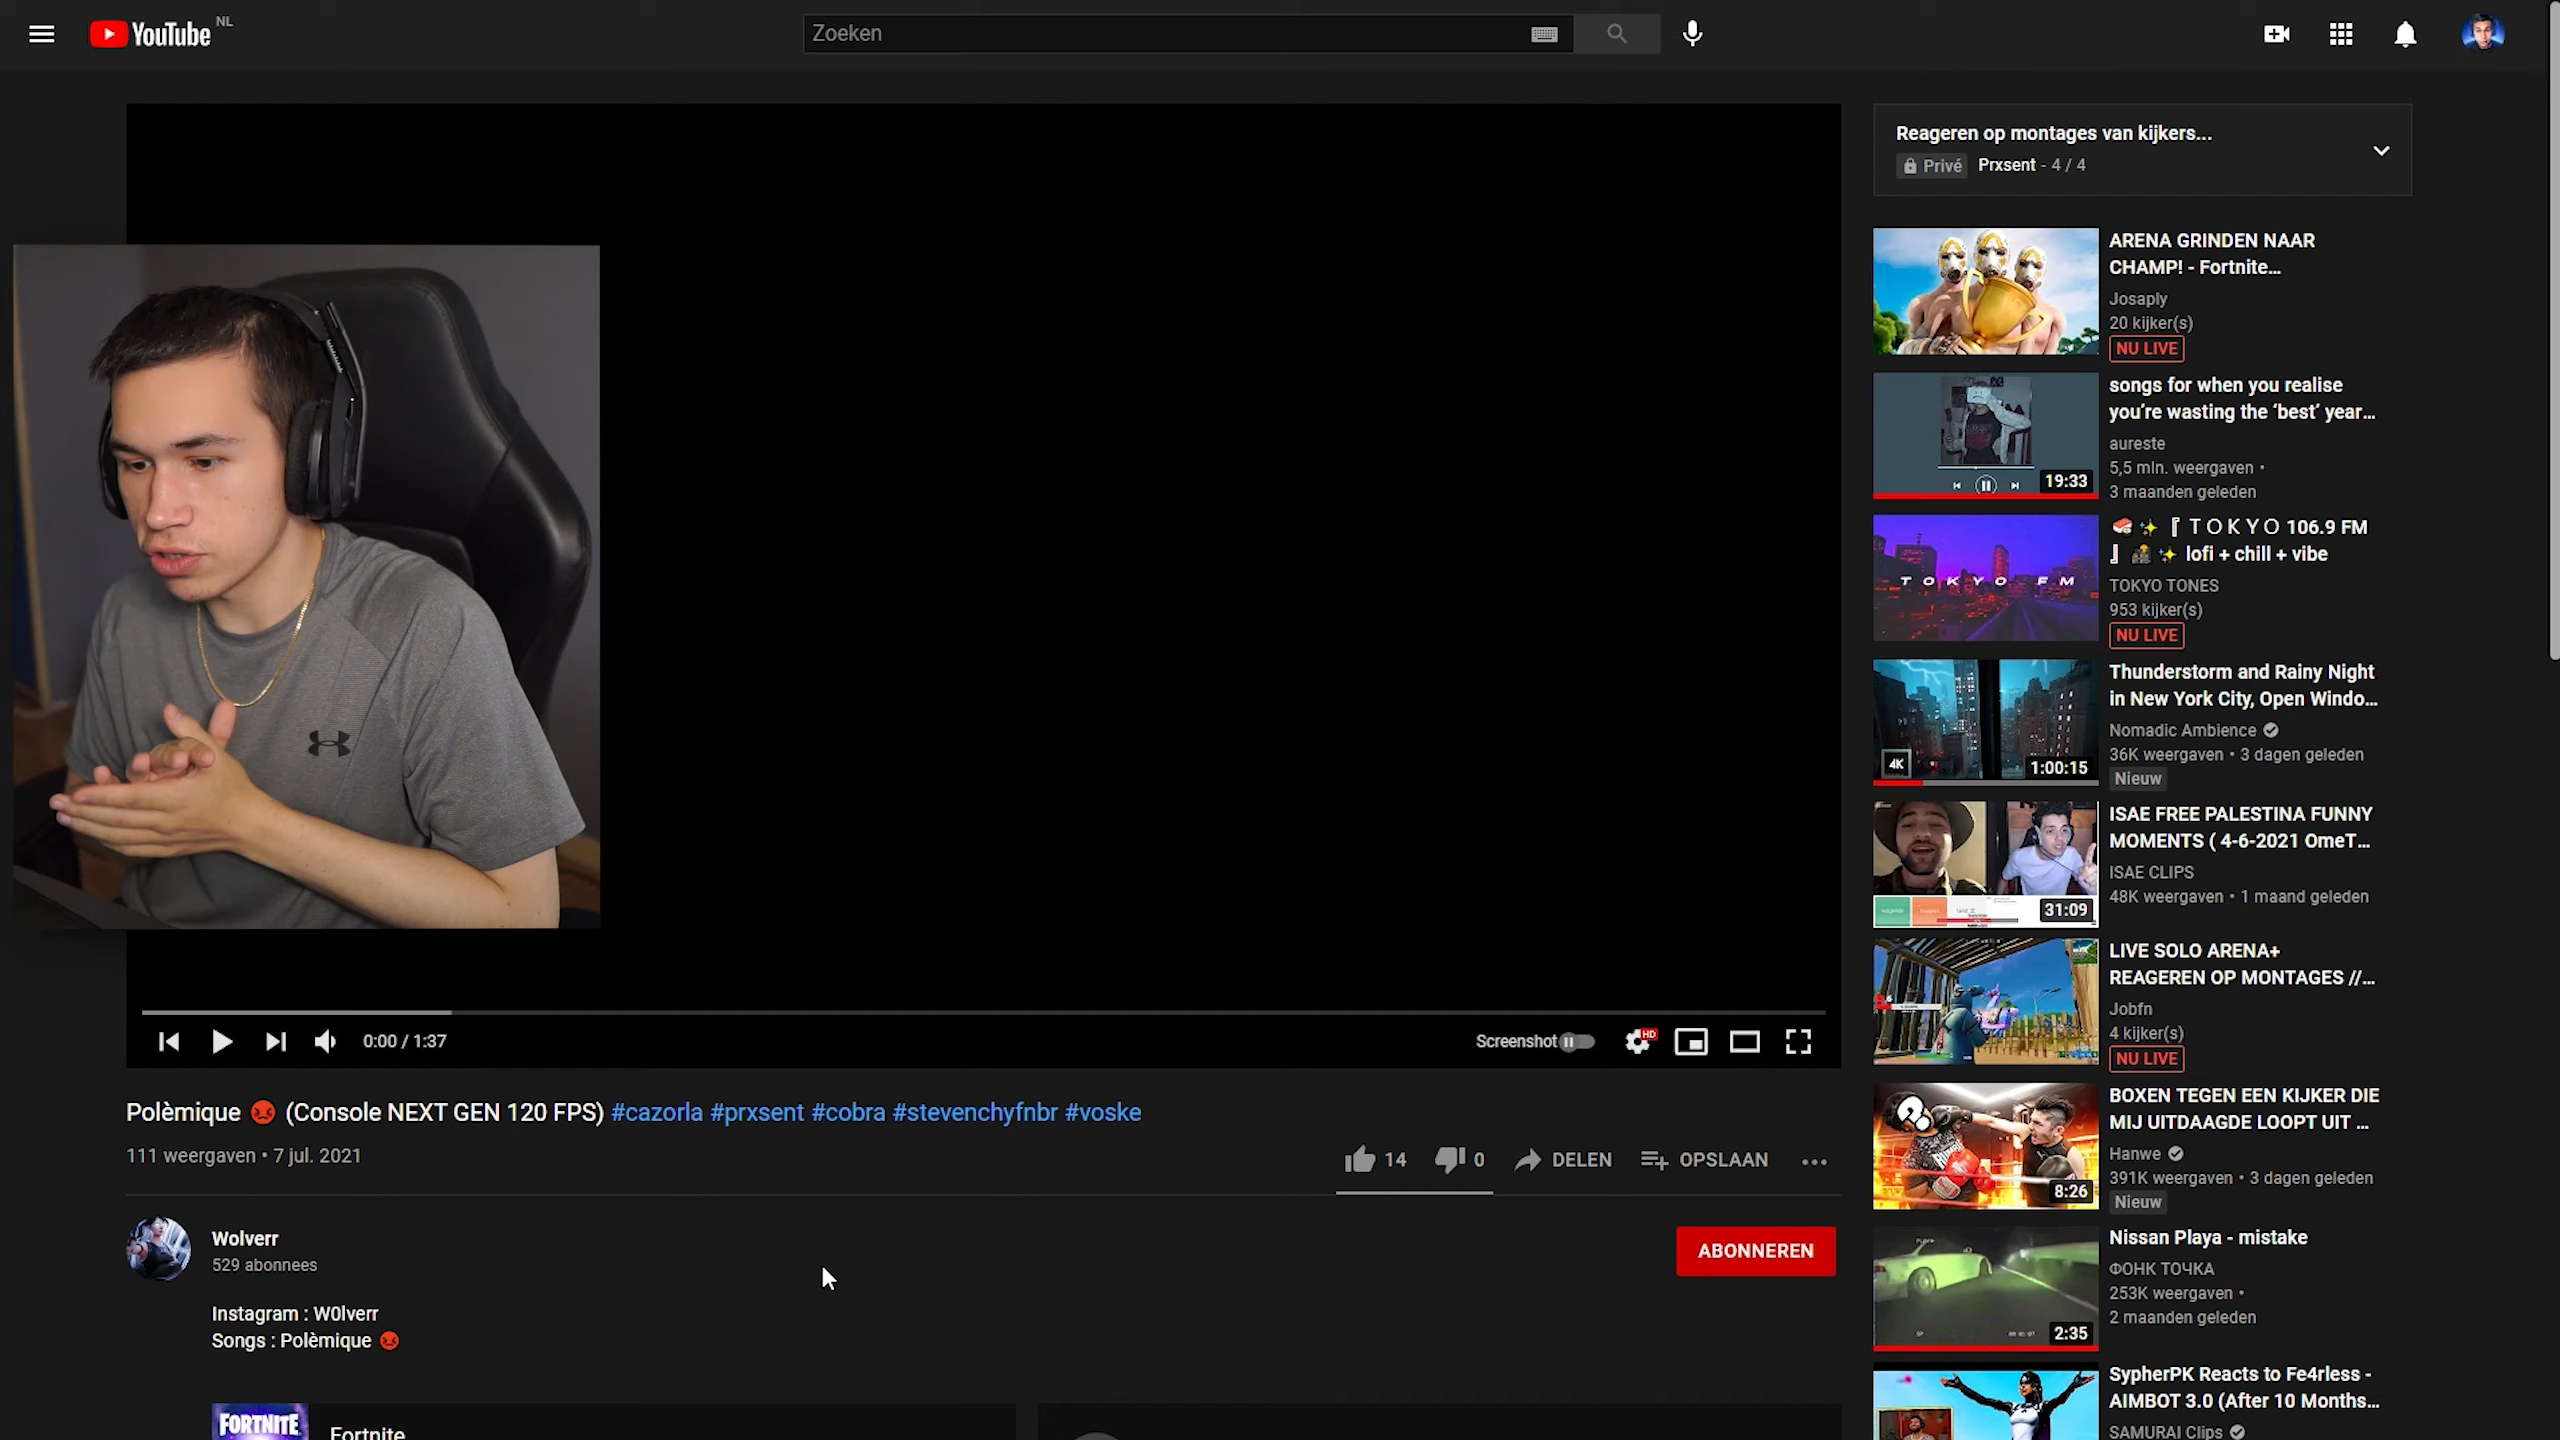 YouTube NL
Zoeken
Reageren op montages van kijkers...
Privé Prxsent - 4 / 4
ARENA GRINDEN NAAR
CHAMP! - Fortnite...
Josaply
20 kijker(s)
NU LIVE
songs for when you realise
you’re wasting the ‘best’ year...
aureste
5,5 mln. weergaven •
3 maanden geleden
19:33
🍣✨『 T O K Y O 106.9 FM
』 ✨ lofi + chill + vibe
TOKYO TONES
953 kijker(s)
NU LIVE
TOKYO FM
Thunderstorm and Rainy Night
in New York City, Open Windo...
Nomadic Ambience
36K weergaven • 3 dagen geleden
Nieuw
4K
1:00:15
ISAE FREE PALESTINA FUNNY
MOMENTS ( 4-6-2021 OmeT...
ISAE CLIPS
48K weergaven • 1 maand geleden
31:09
LIVE SOLO ARENA+
REAGEREN OP MONTAGES //...
Jobfn
4 kijker(s)
NU LIVE
BOXEN TEGEN EEN KIJKER DIE
MIJ UITDAAGDE LOOPT UIT ...
Hanwe
391K weergaven • 3 dagen geleden
Nieuw
8:26
Nissan Playa - mistake
ФОНК ТОЧКА
253K weergaven •
2 maanden geleden
2:35
SypherPK Reacts to Fe4rless -
AIMBOT 3.0 (After 10 Months...
SAMURAI Clips
0:00 / 1:37
Screenshot
HD
Polèmique 😡 (Console NEXT GEN 120 FPS) #cazorla #prxsent #cobra #stevenchyfnbr #voske
111 weergaven • 7 jul. 2021
14 0 DELEN OPSLAAN
Wolverr
529 abonnees
ABONNEREN
Instagram : W0lverr
Songs : Polèmique 😡
FORTNITE
Fortnite